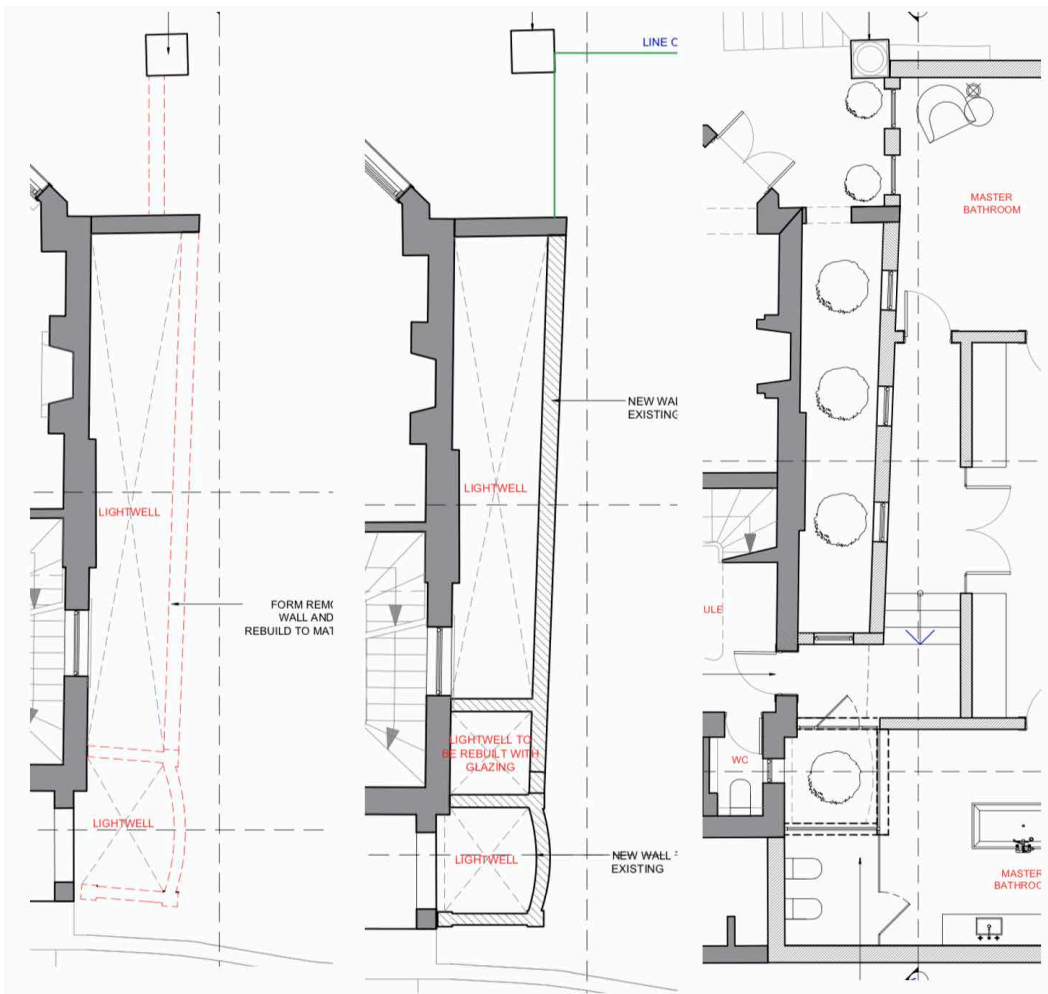 LIGHTWELL
FORM REMO
WALL AND
REBUILD TO MAT
LIGHTWELL
LINE O
NEW WAL
EXISTING
LIGHTWELL
LIGHTWELL TO
BE REBUILT WITH
GLAZING
LIGHTWELL
NEW WALL
EXISTING
MASTER
BATHROOM
ULE
WC
MASTER
BATHROO